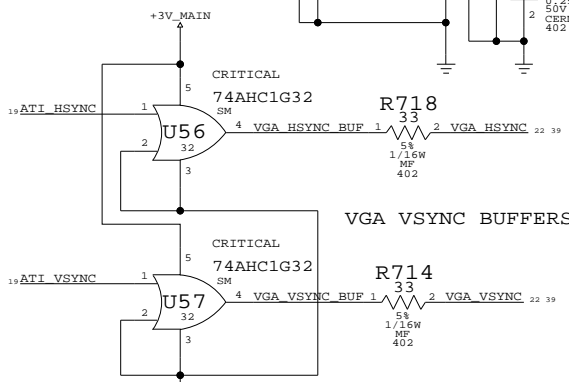 0.25
50V
CERM
402
2
+3V_MAIN
CRITICAL
74AHC1G32
5
SM
19 ATI_HSYNC
1
U56
32
2
3
4
VGA_HSYNC_BUF
1
R718
33
2
VGA_HSYNC
22 39
5%
1/16W
MF
402
VGA VSYNC BUFFERS
CRITICAL
74AHC1G32
5
SM
19 ATI_VSYNC
1
U57
32
2
3
4
VGA_VSYNC_BUF
1
R714
33
2
VGA_VSYNC
22 39
5%
1/16W
MF
402